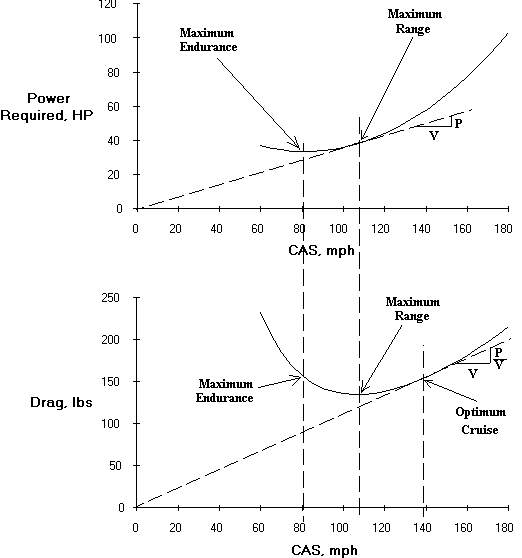 120
100
80
60
40
20
0
Power
Required, HP
Maximum
Endurance
Maximum
Range
P
V
0 20 40 60 80 100 120 140 160 180
CAS, mph
250
200
150
100
50
0
Drag, lbs
Maximum
Range
Maximum
Endurance
P
V
V
Optimum
Cruise
0 20 40 60 80 100 120 140 160 180
CAS, mph